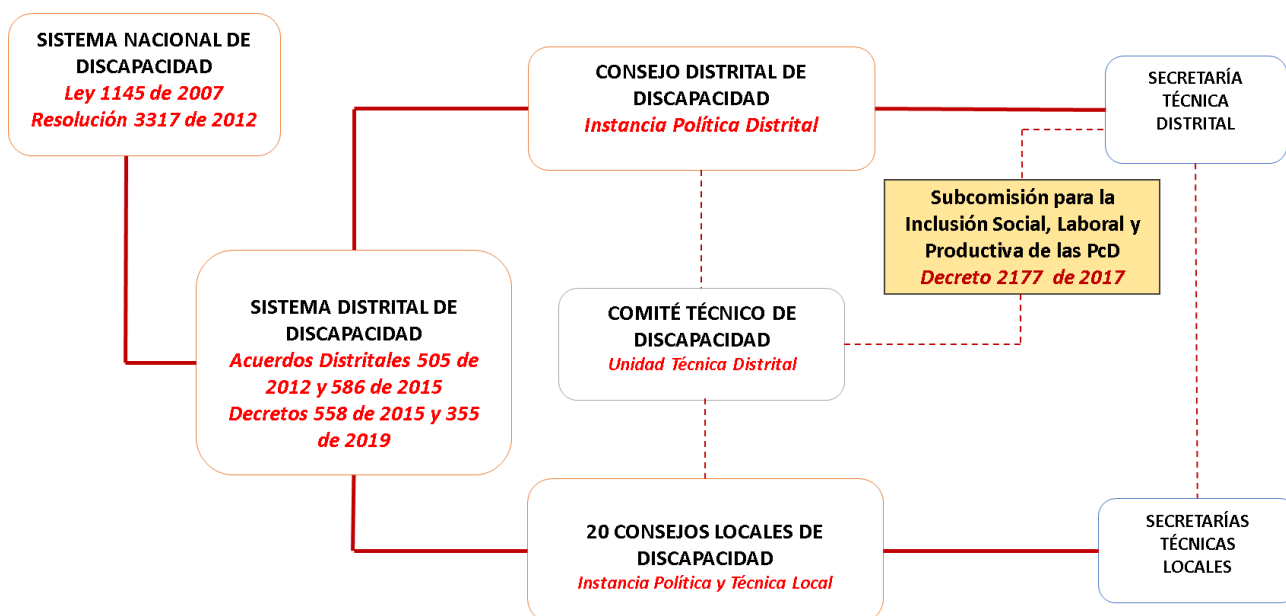 SISTEMA NACIONAL DE
DISCAPACIDAD
Ley 1145 de 2007
Resolución 3317 de 2012
CONSEJO DISTRITAL DE
DISCAPACIDAD
Instancia Política Distrital
SECRETARÍA
TÉCNICA
DISTRITAL
Subcomisión para la
Inclusión Social, Laboral y
Productiva de las PcD
Decreto 2177 de 2017
SISTEMA DISTRITAL DE
DISCAPACIDAD
Acuerdos Distritales 505 de
2012 y 586 de 2015
Decretos 558 de 2015 y 355
de 2019
COMITÉ TÉCNICO DE
DISCAPACIDAD
Unidad Técnica Distrital
20 CONSEJOS LOCALES DE
DISCAPACIDAD
Instancia Política y Técnica Local
SECRETARÍAS
TÉCNICAS
LOCALES